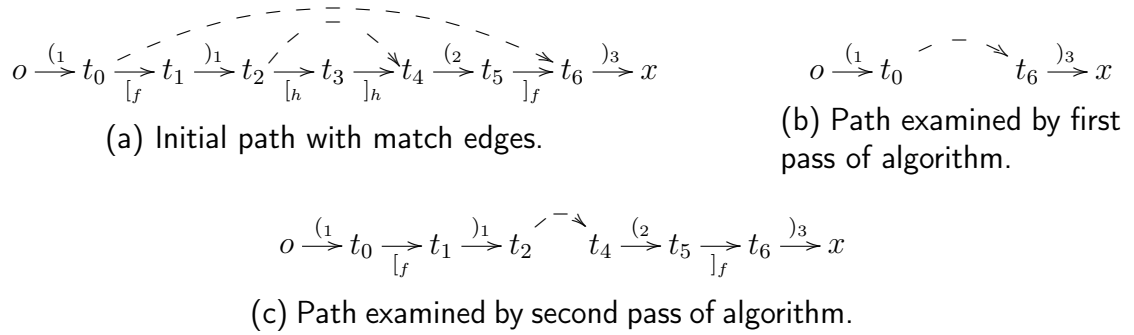 (1 )1 (2 )3
o t0 t1 t2 t3 t4 t5 t6 x
[f [h ]h ]f
(a) Initial path with match edges.
(1 )3
o t0 t6 x
(b) Path examined by first
pass of algorithm.
(1 )1 (2 )3
o t0 t1 t2 t4 t5 t6 x
[f ]f
(c) Path examined by second pass of algorithm.